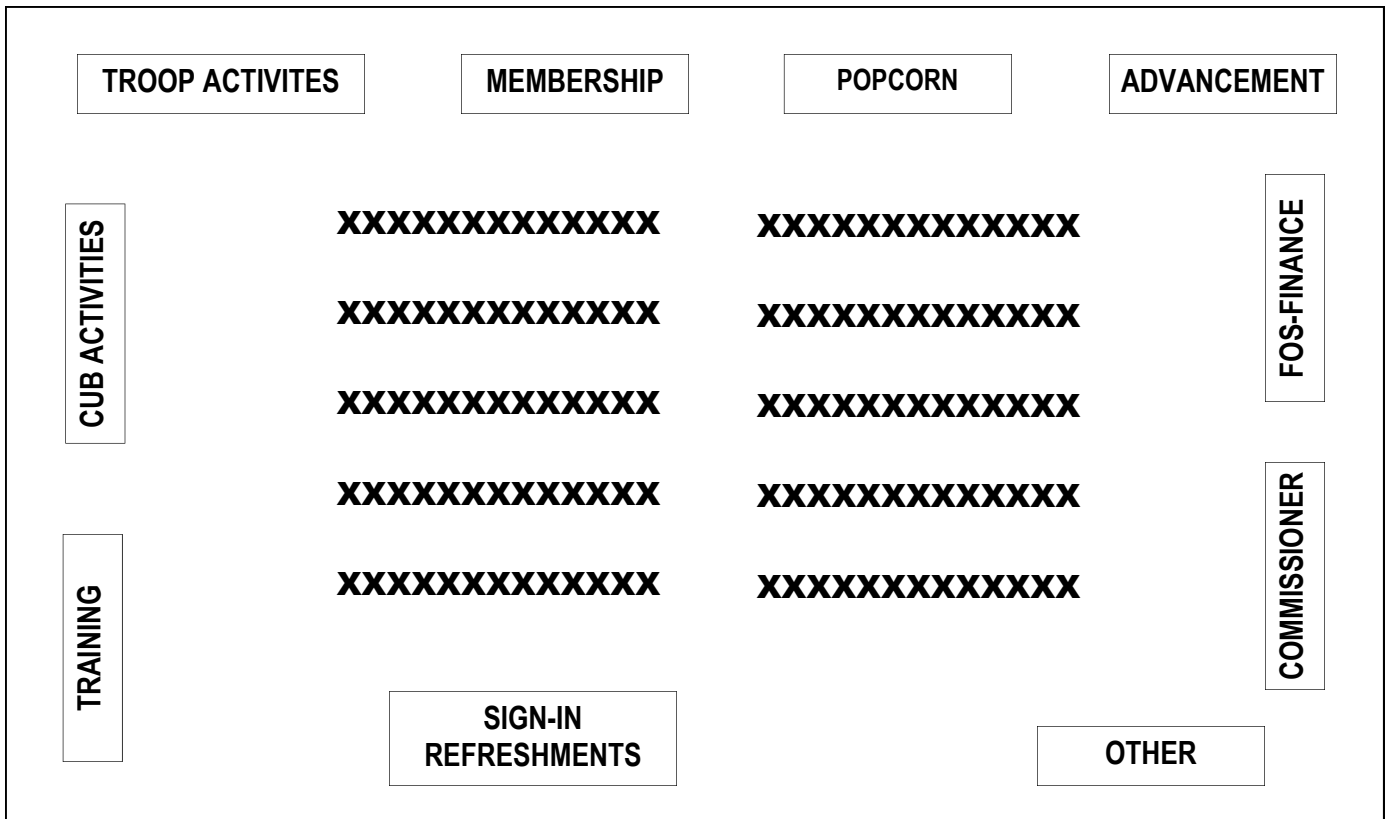 TROOP ACTIVITES
MEMBERSHIP
POPCORN
ADVANCEMENT
CUB ACTIVITIES
XXXXXXXXXXXXX
XXXXXXXXXXXXX
FOS-FINANCE
XXXXXXXXXXXXX
XXXXXXXXXXXXX
XXXXXXXXXXXXX
XXXXXXXXXXXXX
TRAINING
XXXXXXXXXXXXX
XXXXXXXXXXXXX
COMMISSIONER
XXXXXXXXXXXXX
XXXXXXXXXXXXX
SIGN-IN
REFRESHMENTS
OTHER